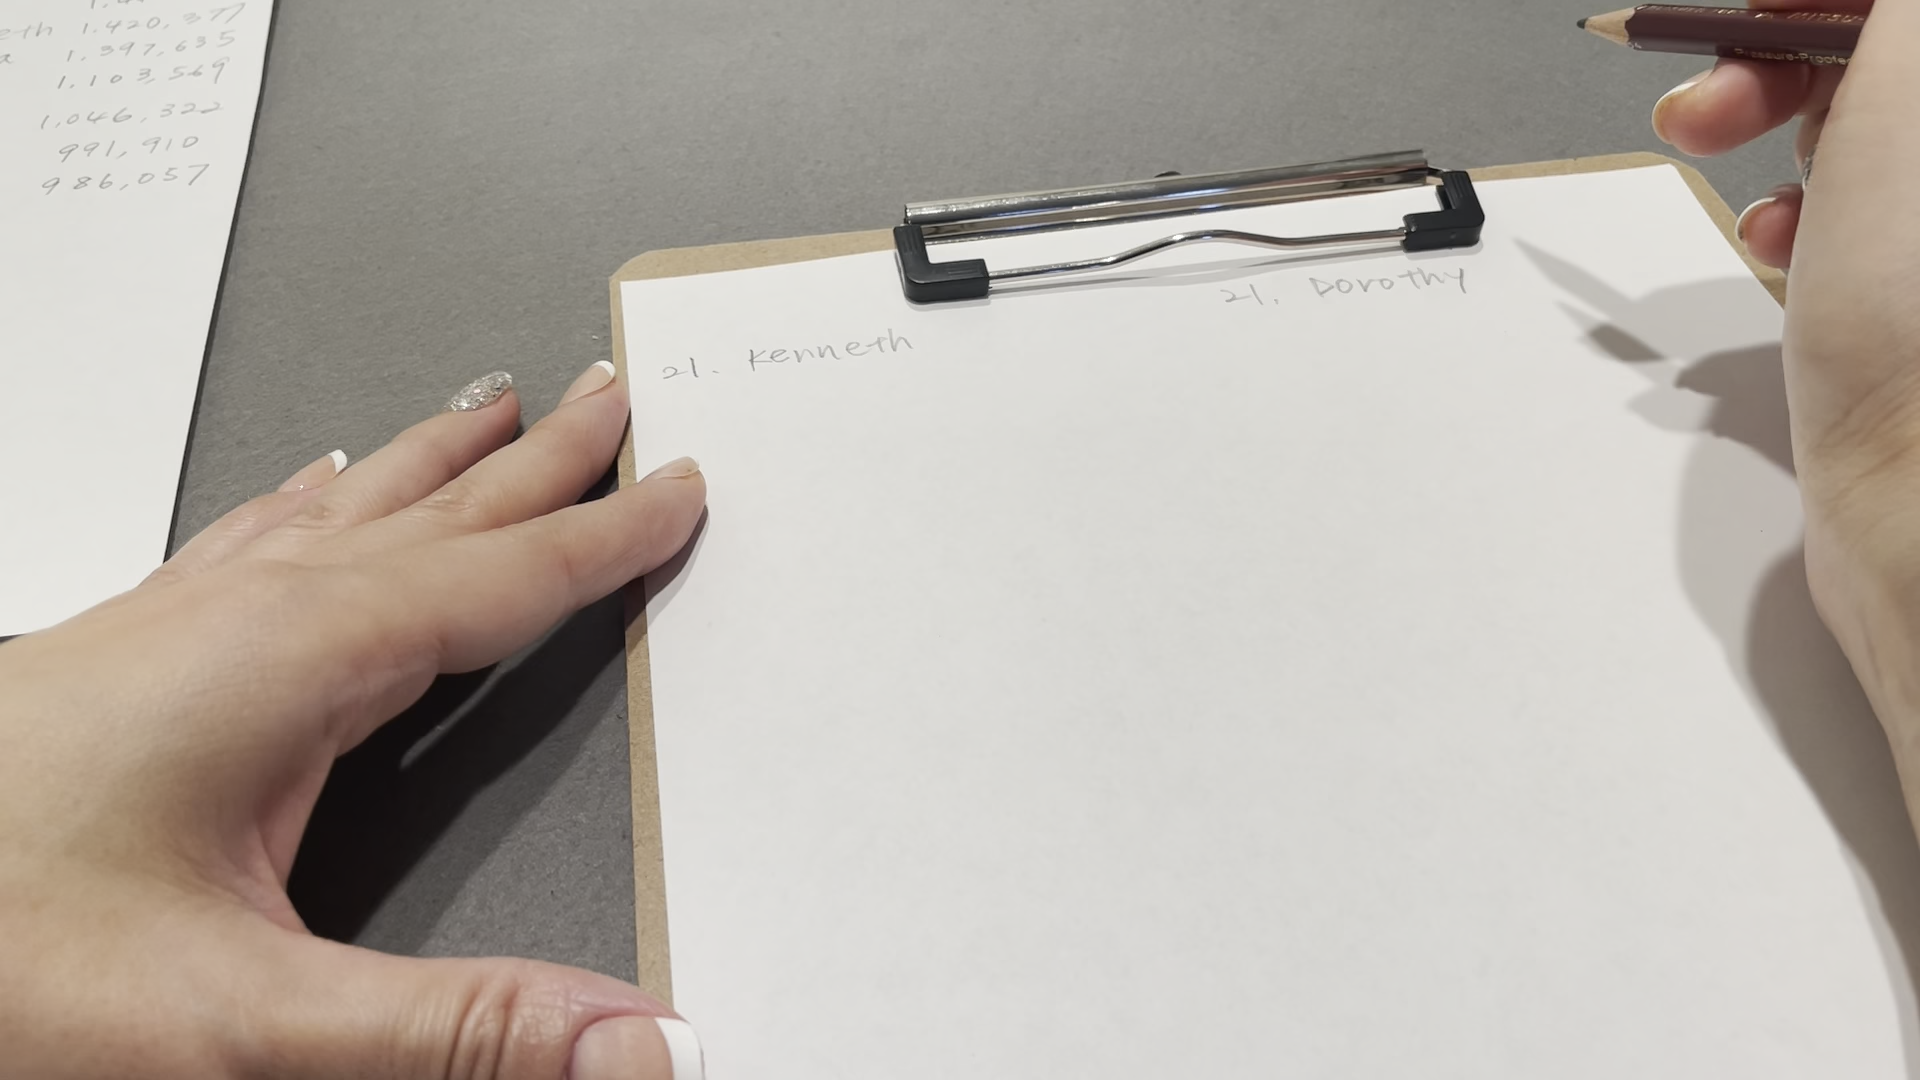 eth 1.420,377
a 1,397,635
1.103,569
1,046,322
991,910
986,057
21. Dorothy
21. Kenneth
MITSU-
Pressure-Proofed